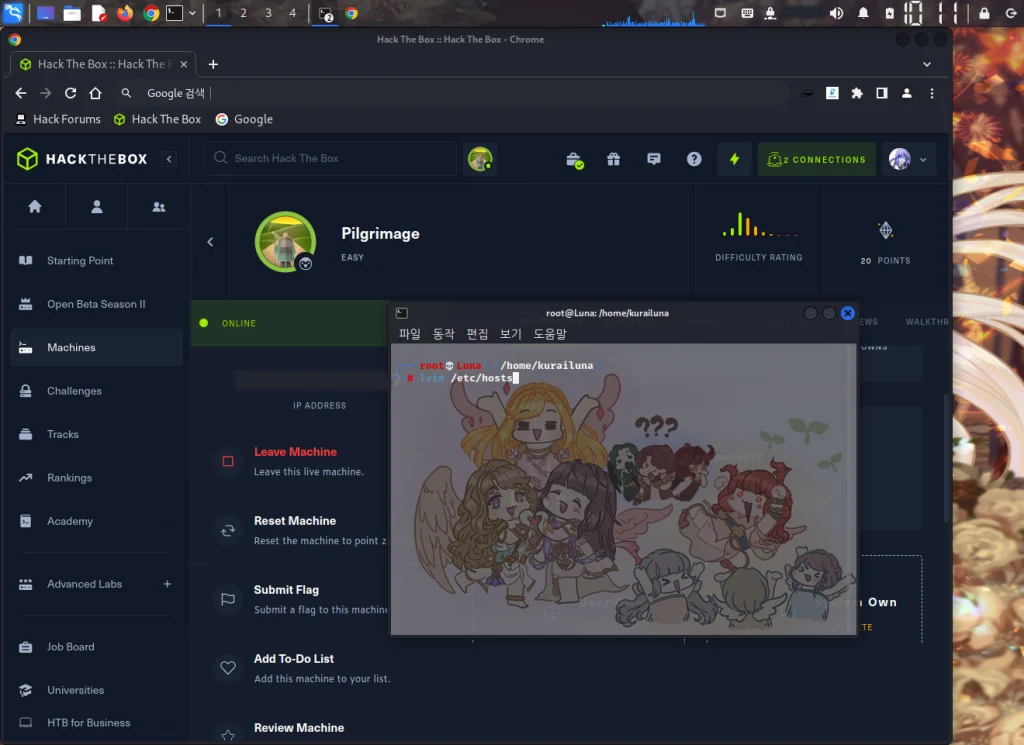 1 2 3 4
2
10 11
Hack The Box :: Hack The Box - Chrome
Hack The Box :: Hack The B
Google 검색
Hack Forums
Hack The Box
Google
HACKTHEBOX
Search Hack The Box
2 CONNECTIONS
Starting Point
Open Beta Season II
Machines
Challenges
Tracks
Rankings
Academy
Advanced Labs
Job Board
Universities
HTB for Business
Pilgrimage
EASY
DIFFICULTY RATING
20 POINTS
ONLINE
WALKTHR
OWNS
IP ADDRESS
Leave Machine
Leave this live machine.
Reset Machine
Reset the machine to point z
Submit Flag
Submit a flag to this machine
Add To-Do List
Add this machine to your list.
Review Machine
root@Luna: /home/kurailuna
파일 동작 편집 보기 도움말
root Luna /home/kurailuna
# lvim /etc/hosts
???
Own